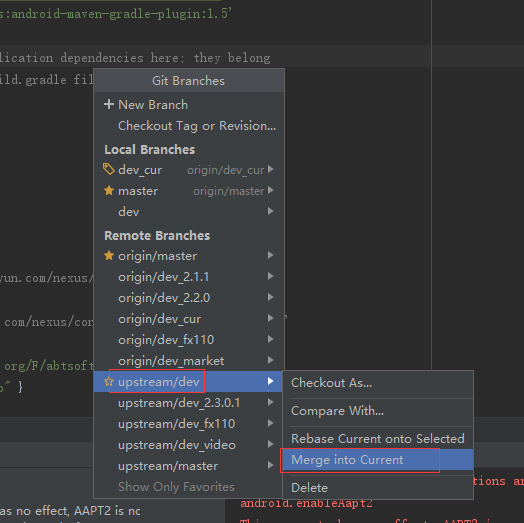 s:android-maven-gradle-plugin:1.5'
lication dependencies here; they belong
ild.gradle fil
Git Branches
New Branch
Checkout Tag or Revision...
Local Branches
dev_cur origin/dev_cur
master origin/master
dev
Remote Branches
origin/master
origin/dev_2.1.1
origin/dev_2.2.0
yun.com/nexus/
origin/dev_cur
com/nexus/con
origin/dev_fx110
origin/dev_market
org/F/abtsoft
upstream/dev
Checkout As...
" }
upstream/dev_2.3.0.1
Compare With...
upstream/dev_fx110
upstream/dev_video
Rebase Current onto Selected
upstream/master
Merge into Current
Show Only Favorites
Delete
tions ar
as no effect, AAPT2 is nc
android.enableAapt2